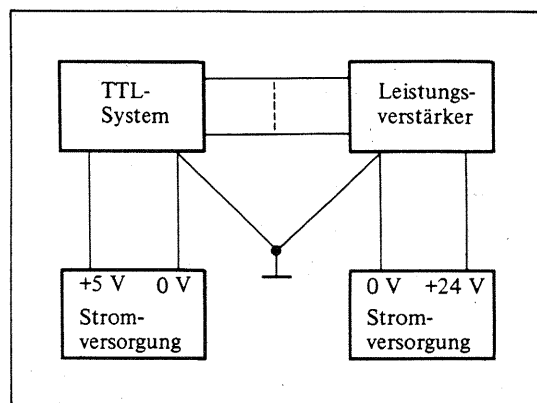 TTL-
System
Leistungs-
verstärker
+5 V 0 V
Strom-
versorgung
0 V +24 V
Strom-
versorgung